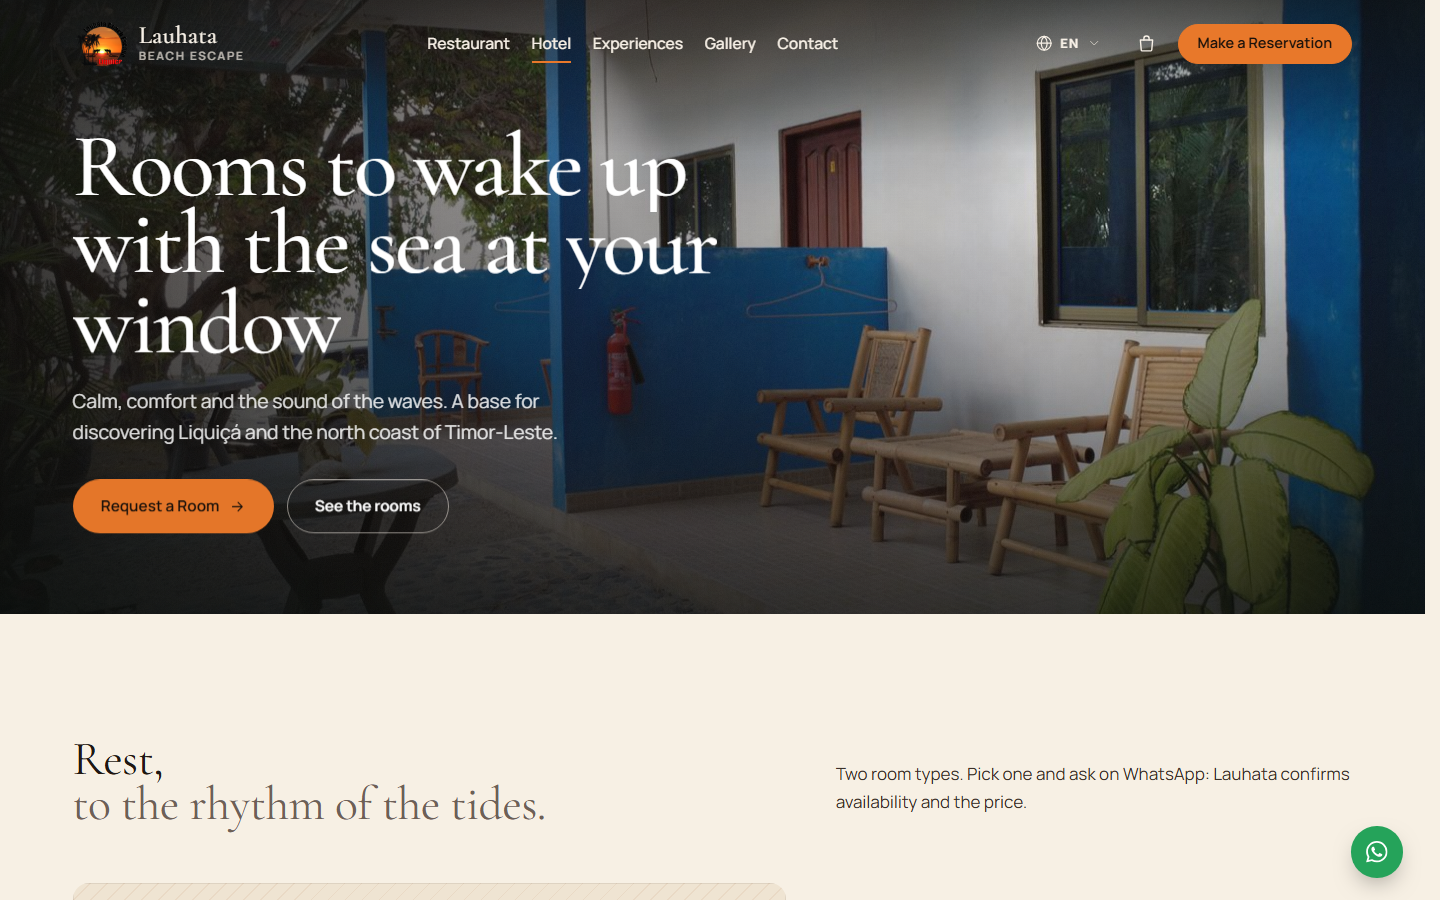 Lauhata
BEACH ESCAPE
Restaurant
Hotel
Experiences
Gallery
Contact
EN
Make a Reservation
Rooms to wake up
with the sea at your
window
Calm, comfort and the sound of the waves. A base for
discovering Liquiçá and the north coast of Timor-Leste.
Request a Room →
See the rooms
Rest,
to the rhythm of the tides.
Two room types. Pick one and ask on WhatsApp: Lauhata confirms
availability and the price.